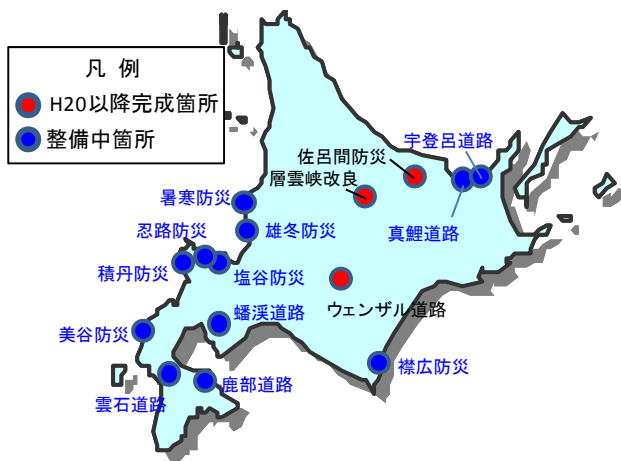 凡 例
H20以降完成箇所
整備中箇所
宇登呂道路
佐呂間防災
層雲峡改良
暑寒防災
忍路防災
雄冬防災
真鯉道路
積丹防災
塩谷防災
蟠渓道路
ウェンザル道路
美谷防災
襟広防災
鹿部道路
雲石道路